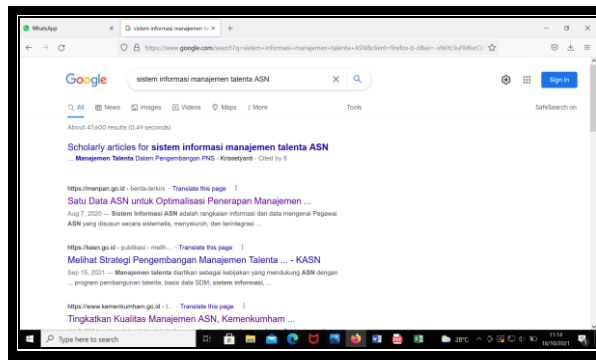 WhatsApp
sistem informasi manajemen tal
https://www.google.com/search?q=sistem+informasi+manajemen+talenta+ASN&client=firefox-b-d&ei=
Google
sistem informasi manajemen talenta ASN
Sign in
All News Images Videos Maps More Tools SafeSearch on
About 47,600 results (0.49 seconds)
Scholarly articles for sistem informasi manajemen talenta ASN
... Manajemen Talenta Dalam Pengembangan PNS - Krissetyanti - Cited by 8
https://menpan.go.id › berita-terkini · Translate this page
Satu Data ASN untuk Optimalisasi Penerapan Manajemen ...
Aug 7, 2020 — Sistem Informasi ASN adalah rangkaian informasi dan data mengenai Pegawai
ASN yang disusun secara sistematis, menyeluruh, dan terintegrasi ...
https://kasn.go.id › publikasi › melih... · Translate this page
Melihat Strategi Pengembangan Manajemen Talenta ... - KASN
Sep 15, 2021 — Manajemen talenta diartikan sebagai kebijakan yang mendukung ASN dengan
... program pembangunan talenta, basis data SDM, sistem informasi, ...
https://www.kemenkumham.go.id › t... · Translate this page
Tingkatkan Kualitas Manajemen ASN, Kemenkumham ...
Type here to search
28°C
11:14
18/10/2021